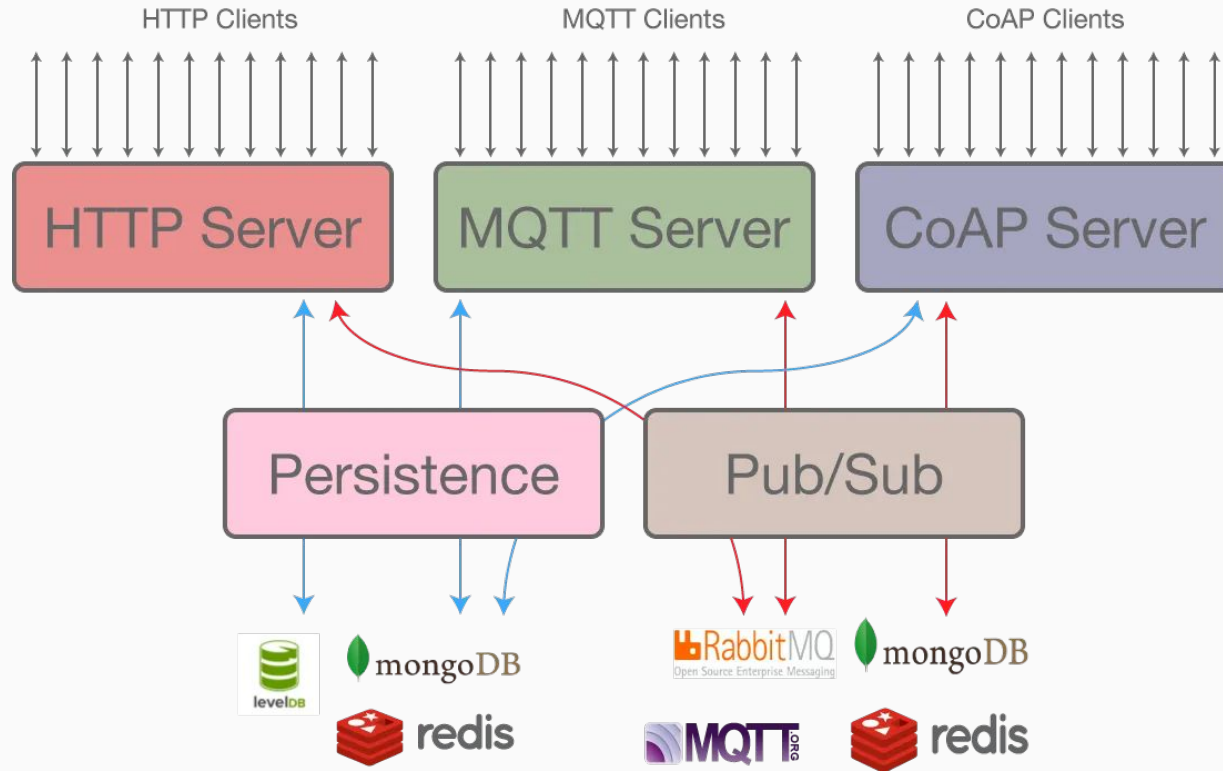 HTTP Clients
MQTT Clients
CoAP Clients
HTTP Server
MQTT Server
CoAP Server
Persistence
Pub/Sub
levelDB
mongoDB
redis
RabbitMQ
Open Source Enterprise Messaging
mongoDB
MQTT.ORG
redis